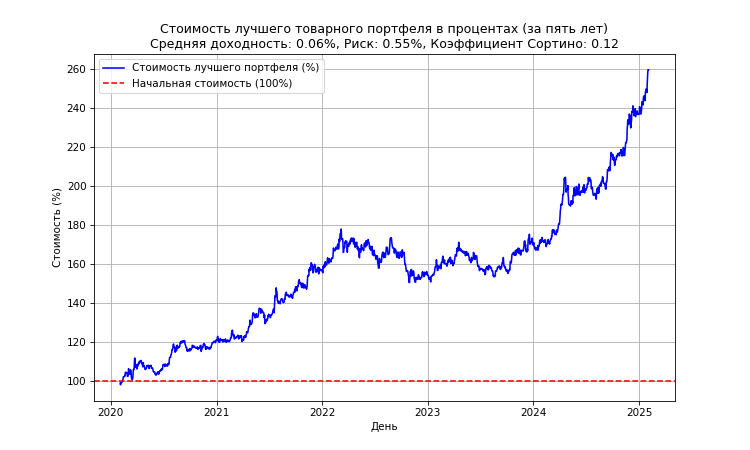 Стоимость лучшего товарного портфеля в процентах (за пять лет)
Средняя доходность: 0.06%, Риск: 0.55%, Коэффициент Сортино: 0.12
Стоимость лучшего портфеля (%)
Начальная стоимость (100%)
Стоимость (%)
260
240
220
200
180
160
140
120
100
2020 2021 2022 2023 2024 2025
День